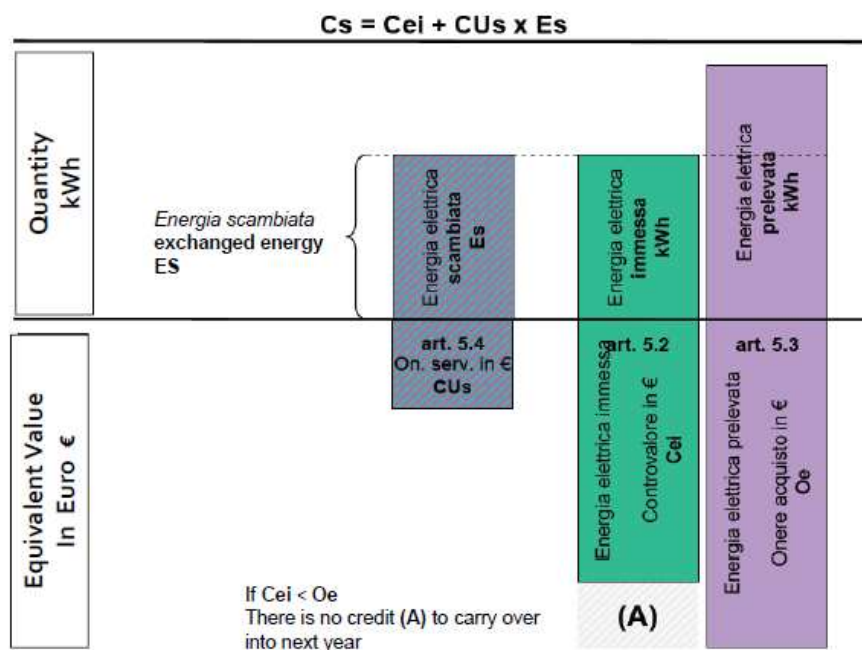 Cs = Cei + CUs x Es
Quantity
kWh
Energia scambiata
exchanged energy
ES
Energia elettrica
scambiata
Es
Energia elettrica
immessa
kWh
Energia elettrica
prelevata
kWh
Equivalent Value
In Euro €
art. 5.4
On. serv. in €
CUs
art. 5.2
Energia elettrica immessa
Controvalore in €
Cei
art. 5.3
Energia elettrica prelevata
Onere acquisto in €
Oe
If Cei < Oe
There is no credit (A) to carry over
into next year
(A)